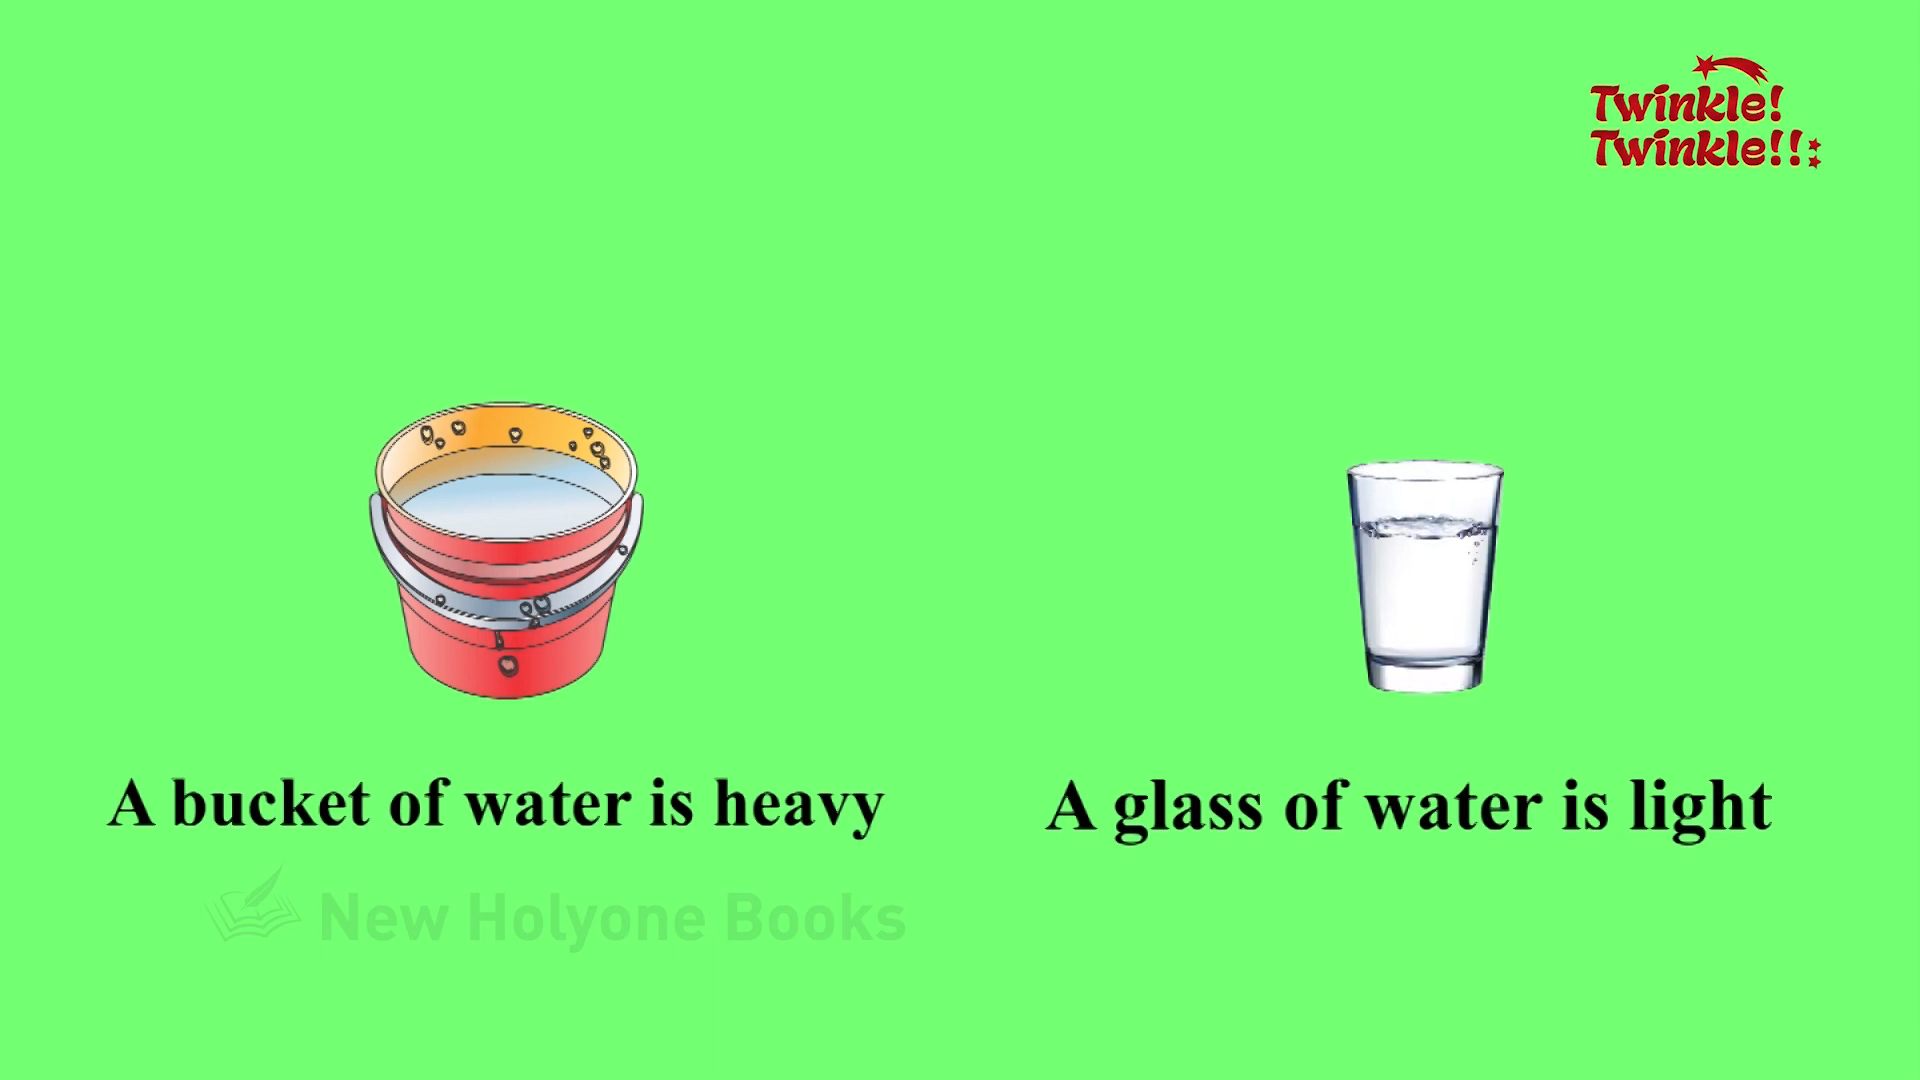 Twinkle!
Twinkle!!
A bucket of water is heavy
A glass of water is light
New Holyone Books